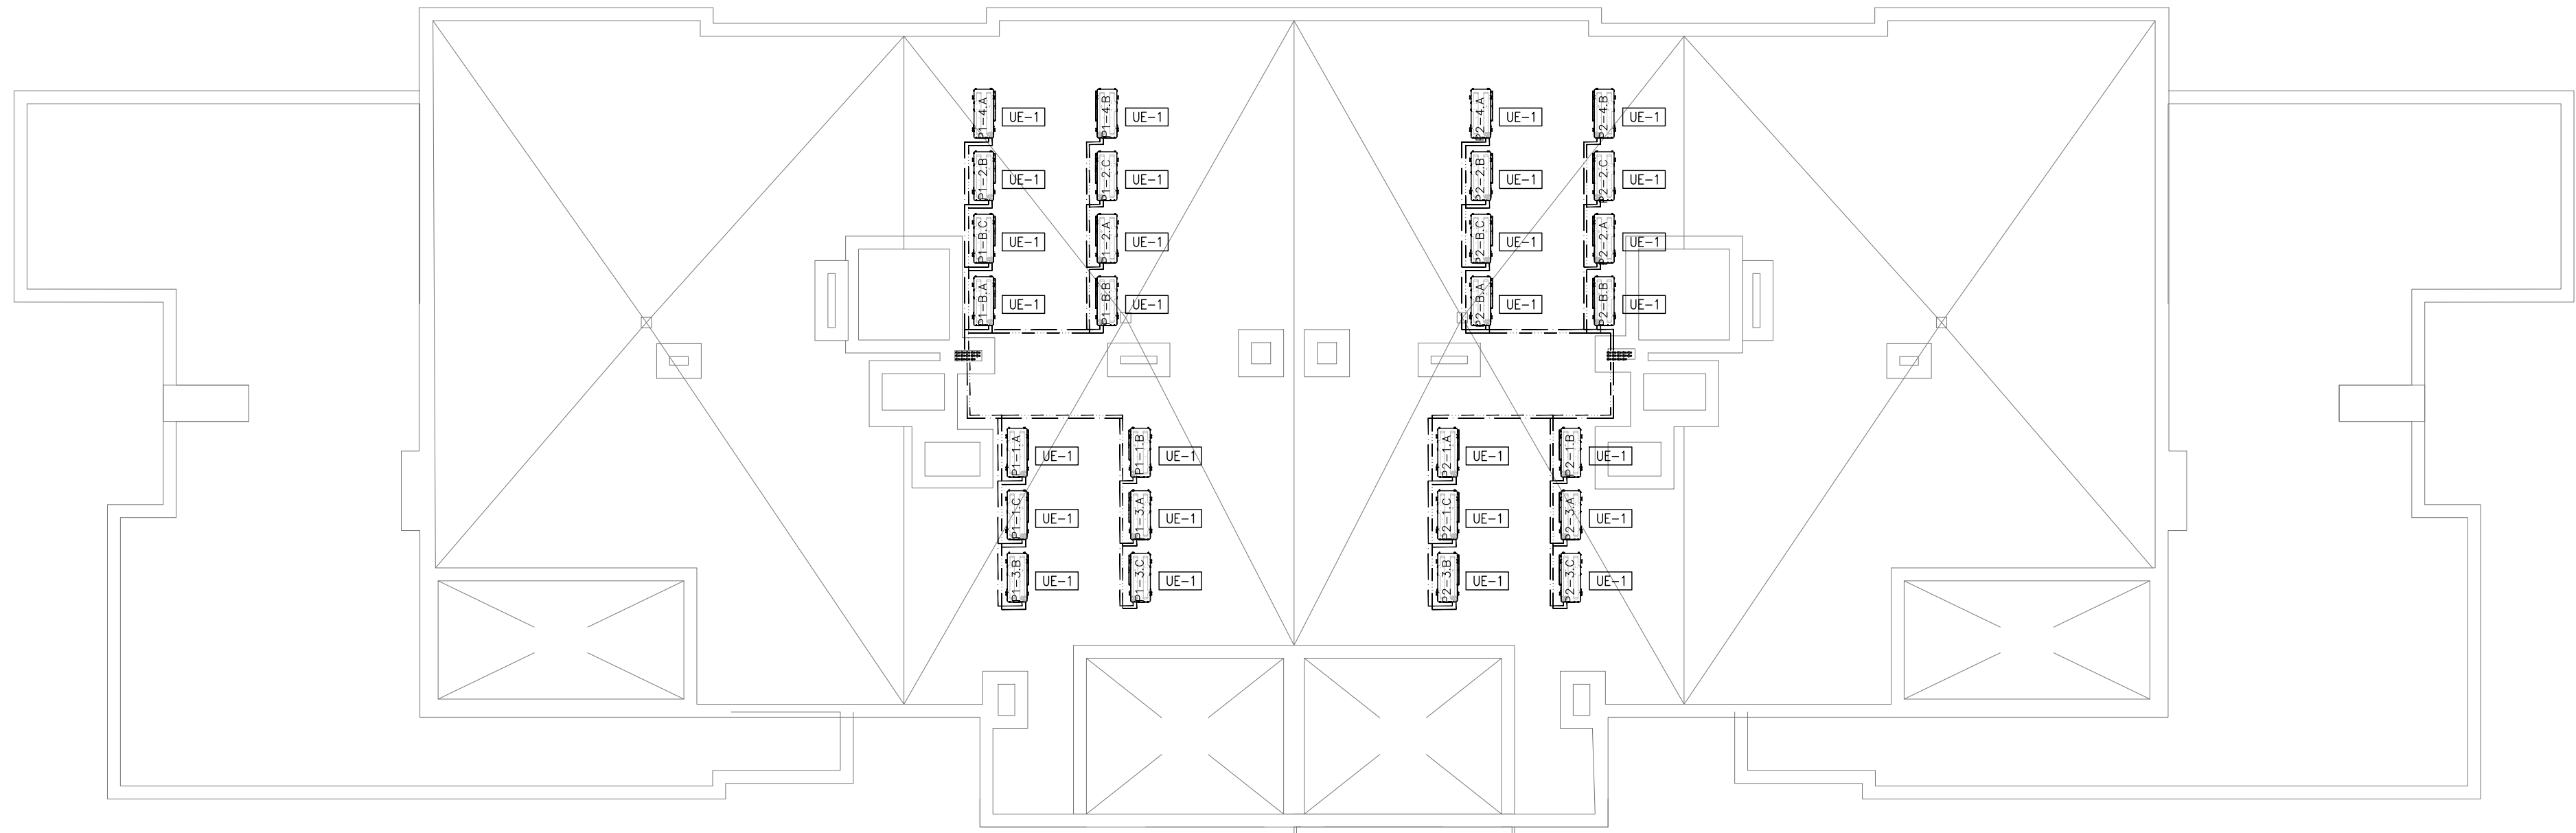 P1-4.A UE-1 P1-4.B UE-1 P2-4.A UE-1 P2-4.B UE-1
P1-2.B UE-1 P1-2.C UE-1 P2-2.B UE-1 P2-2.C UE-1
P1-B.C UE-1 P1-2.A UE-1 P2-B.C UE-1 P2-2.A UE-1
P1-B.A UE-1 P1-B.B UE-1 P2-B.A UE-1 P2-B.B UE-1
P1-1.A UE-1 P1-1.B UE-1 P2-1.A UE-1 P2-1.B UE-1
P1-1.C UE-1 P1-3.A UE-1 P2-1.C UE-1 P2-3.A UE-1
P1-3.B UE-1 P1-3.C UE-1 P2-3.B UE-1 P2-3.C UE-1